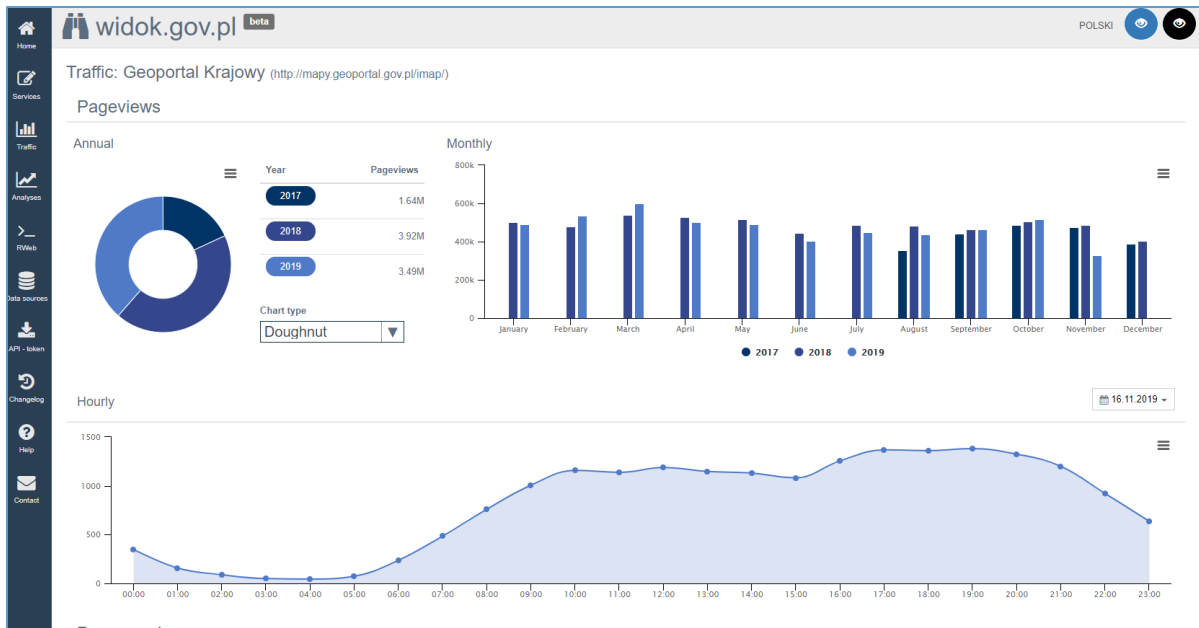 widok.gov.pl beta
POLSKI
Home
Services
Traffic
Analyses
RWeb
Data sources
API - token
Changelog
Help
Contact
Traffic: Geoportal Krajowy (http://mapy.geoportal.gov.pl/imap/)
Pageviews
Annual
Year Pageviews
2017 1.64M
2018 3.92M
2019 3.49M
Chart type
Doughnut
Monthly
800k
600k
400k
200k
0
January February March April May June July August September October November December
2017 2018 2019
Hourly
16.11.2019
1500
1000
500
0
00:00 01:00 02:00 03:00 04:00 05:00 06:00 07:00 08:00 09:00 10:00 11:00 12:00 13:00 14:00 15:00 16:00 17:00 18:00 19:00 20:00 21:00 22:00 23:00